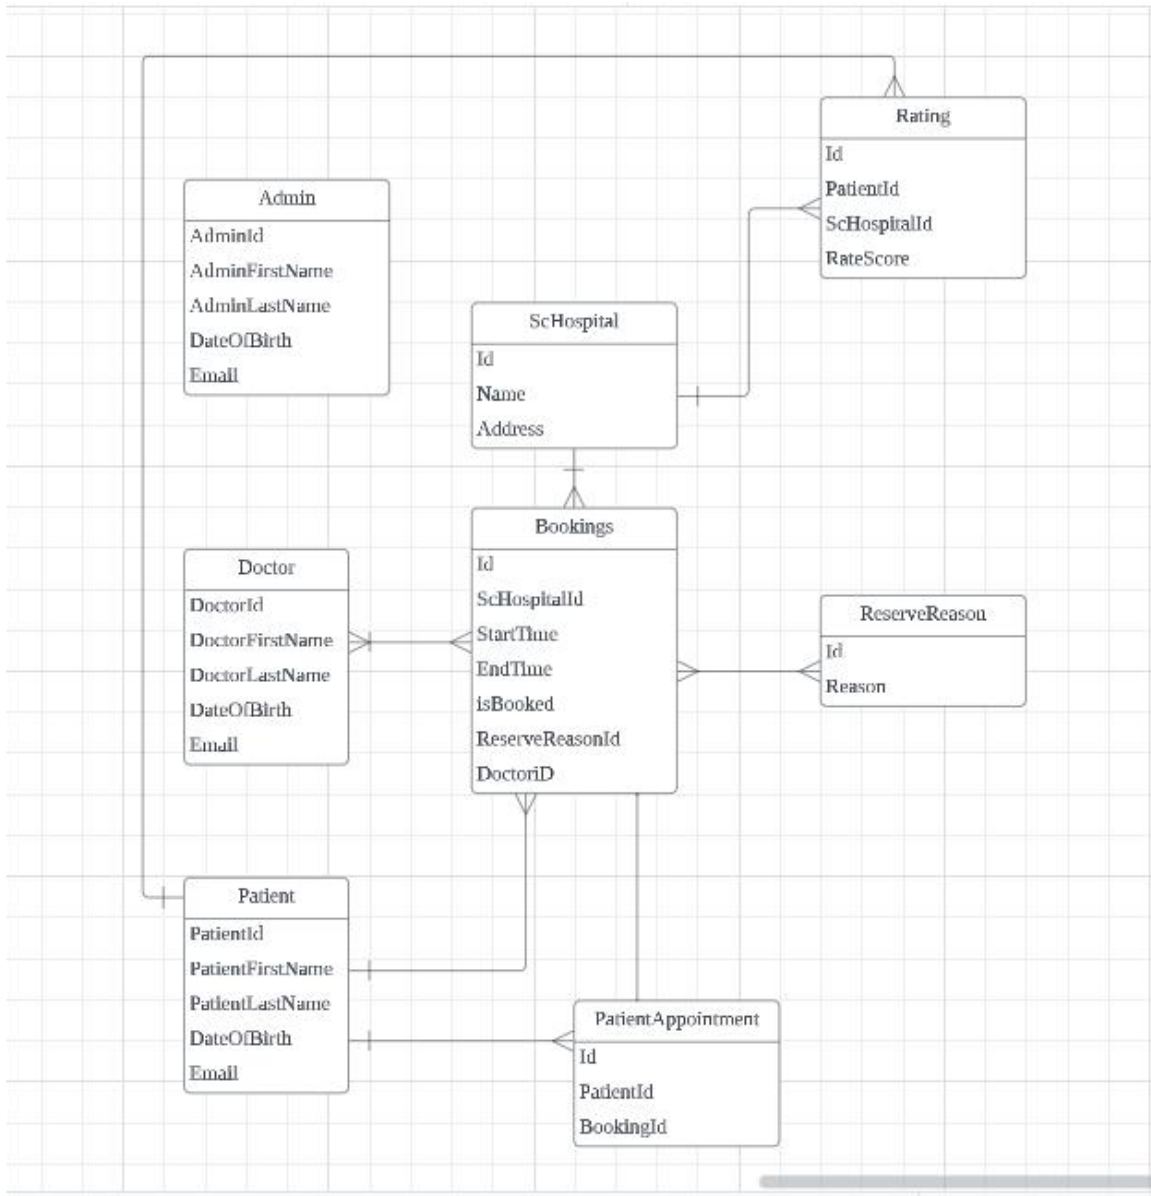 Rating
Id
PatientId
ScHospitalId
RateScore
Admin
AdminId
AdminFirstName
AdminLastName
DateOfBirth
Email
ScHospital
Id
Name
Address
Bookings
Id
ScHospitalId
StartTime
EndTime
isBooked
ReserveReasonId
DoctoriD
Doctor
DoctorId
DoctorFirstName
DoctorLastName
DateOfBirth
Email
ReserveReason
Id
Reason
Patient
PatientId
PatientFirstName
PatientLastName
DateOfBirth
Email
PatientAppointment
Id
PatientId
BookingId